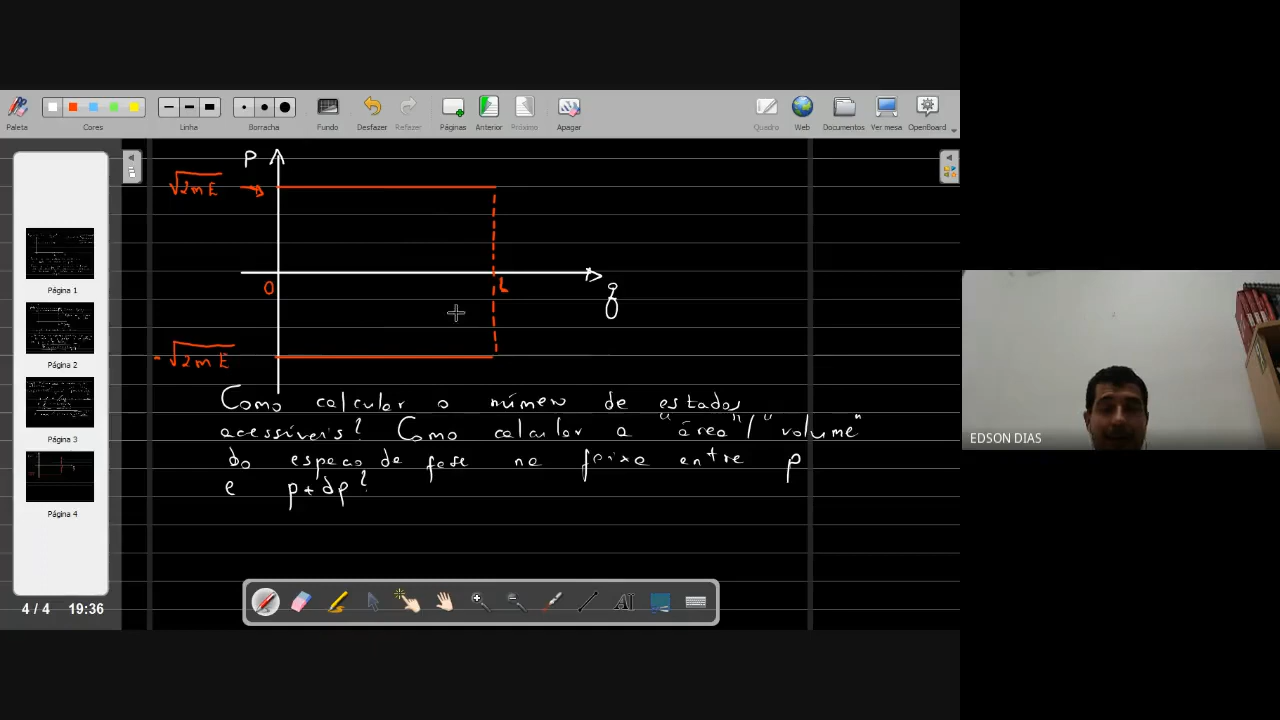 Paleta
Cores
Linha
Borracha
Fundo
Desfazer
Refazer
Páginas
Anterior
Próximo
Apagar
Quadro
Web
Documentos
Ver mesa
OpenBoard
P
√2mE
0
L
q
-√2mE
Como calcular o número de estados
acessíveis? Como calcular a "área"/"volume"
do espaço de fase na faixa entre p
e p+dp?
Página 1
Página 2
Página 3
Página 4
4 / 4 19:36
EDSON DIAS